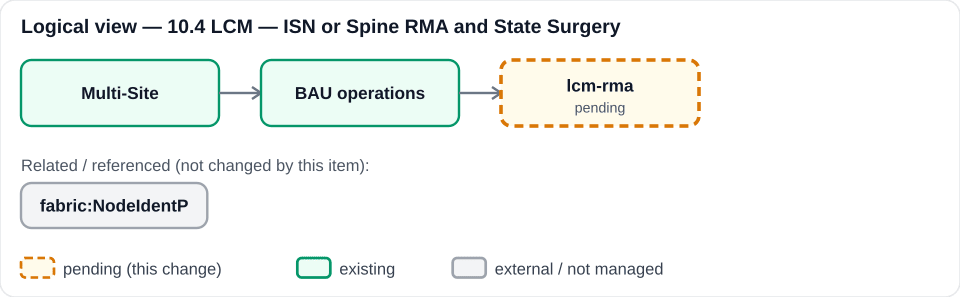 Logical view — 10.4 LCM — ISN or Spine RMA and State Surgery
Multi-Site
BAU operations
lcm-rma
pending
Related / referenced (not changed by this item):
fabric:NodeIdentP
pending (this change)
existing
external / not managed